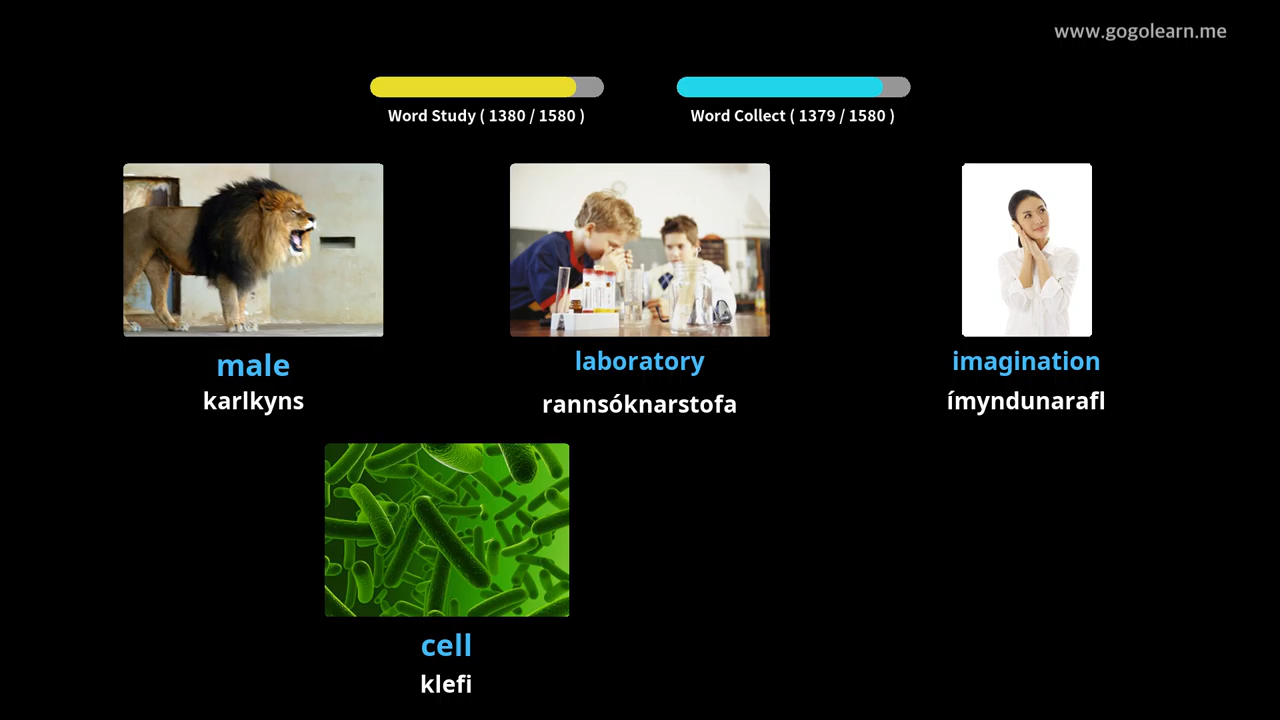 www.gogolearn.me
Word Study ( 1380 / 1580 )
Word Collect ( 1379 / 1580 )
male
karlkyns
laboratory
rannsóknarstofa
imagination
ímyndunarafl
cell
klefi